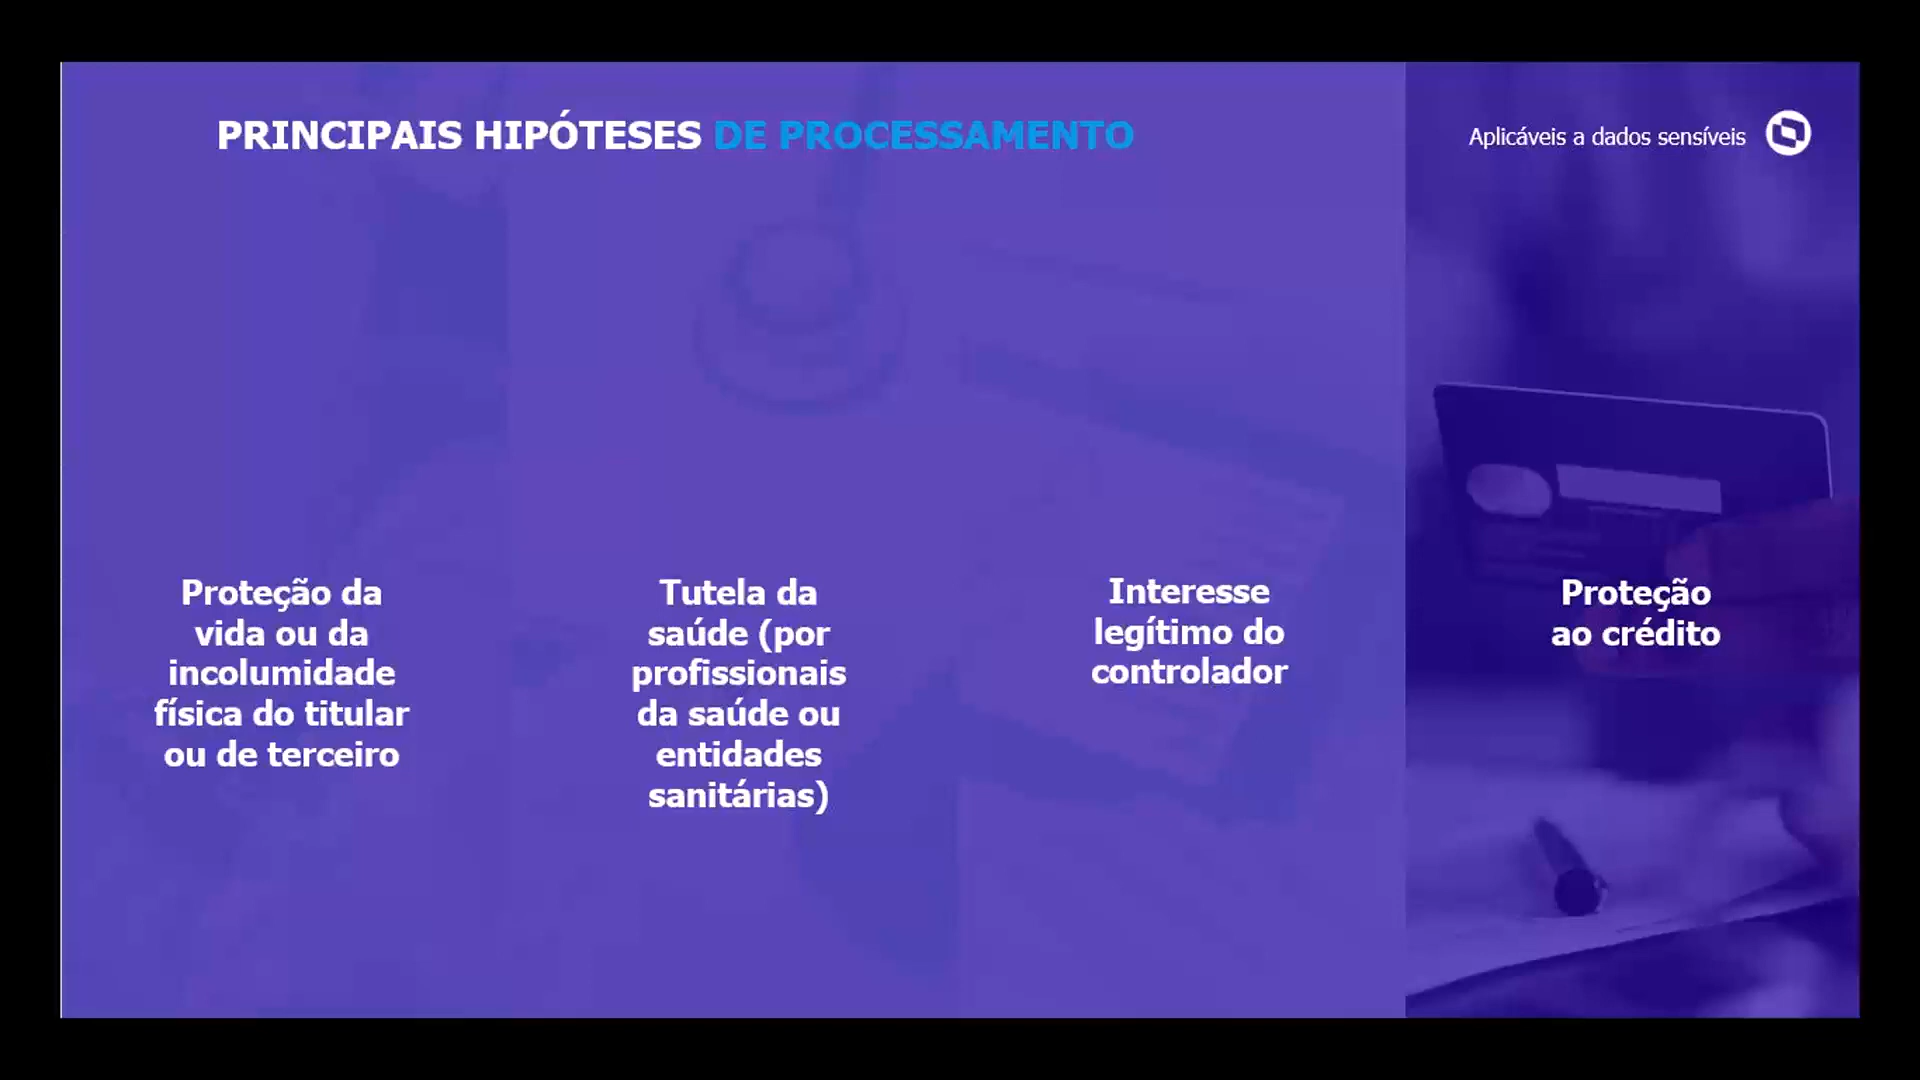 PRINCIPAIS HIPÓTESES DE PROCESSAMENTO
Aplicáveis a dados sensíveis
Proteção da
vida ou da
incolumidade
física do titular
ou de terceiro
Tutela da
saúde (por
profissionais
da saúde ou
entidades
sanitárias)
Interesse
legítimo do
controlador
Proteção
ao crédito